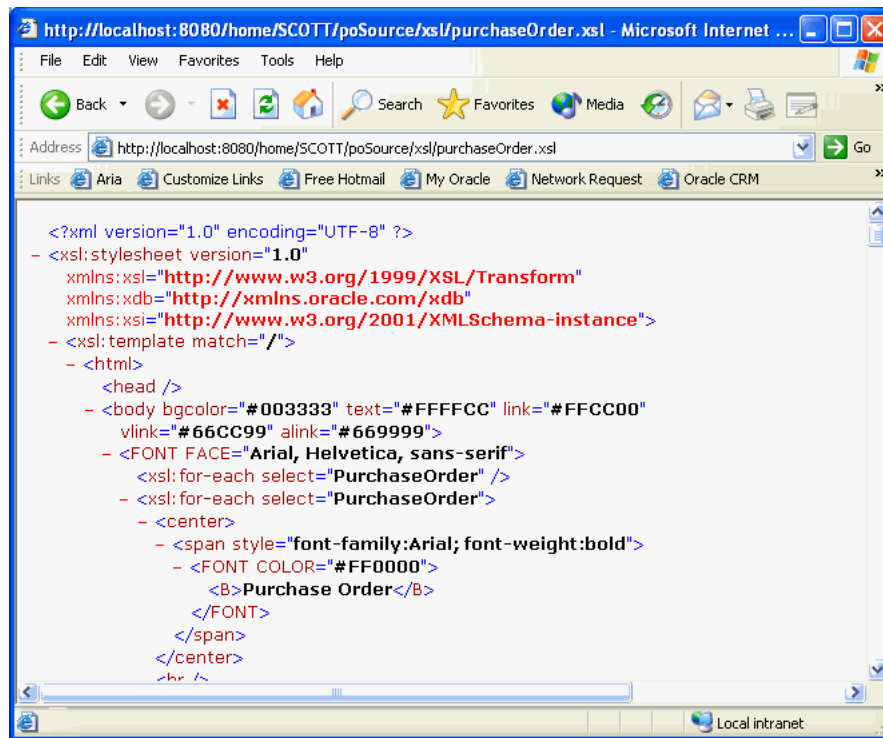 http://localhost:8080/home/SCOTT/poSource/xsl/purchaseOrder.xsl - Microsoft Internet ...
File Edit View Favorites Tools Help
Back Search Favorites Media
Address http://localhost:8080/home/SCOTT/poSource/xsl/purchaseOrder.xsl Go
Links Aria Customize Links Free Hotmail My Oracle Network Request Oracle CRM
<?xml version="1.0" encoding="UTF-8" ?>
- <xsl:stylesheet version="1.0"
xmlns:xsl="http://www.w3.org/1999/XSL/Transform"
xmlns:xdb="http://xmlns.oracle.com/xdb"
xmlns:xsi="http://www.w3.org/2001/XMLSchema-instance">
- <xsl:template match="/">
- <html>
<head />
- <body bgcolor="#003333" text="#FFFFCC" link="#FFCC00"
vlink="#66CC99" alink="#669999">
- <FONT FACE="Arial, Helvetica, sans-serif">
<xsl:for-each select="PurchaseOrder" />
- <xsl:for-each select="PurchaseOrder">
- <center>
- <span style="font-family:Arial; font-weight:bold">
- <FONT COLOR="#FF0000">
<B>Purchase Order</B>
</FONT>
</span>
</center>
<br />
Local intranet